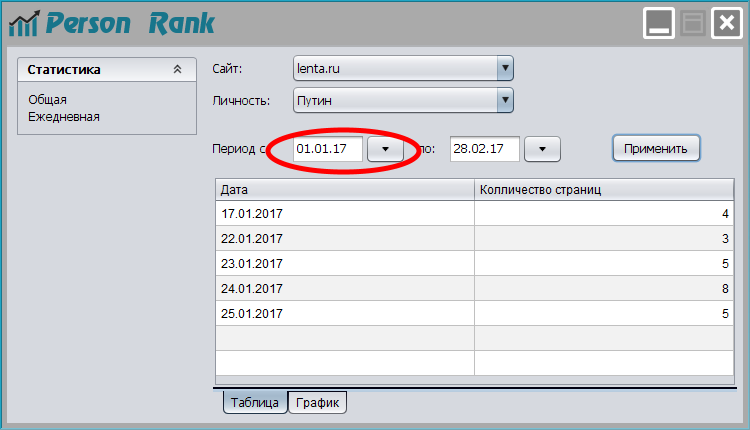 Person Rank
Статистика
Общая
Ежедневная
Сайт: lenta.ru
Личность: Путин
Период с 01.01.17 по: 28.02.17 Применить
Дата Колличество страниц
17.01.2017 4
22.01.2017 3
23.01.2017 5
24.01.2017 8
25.01.2017 5
Таблица График